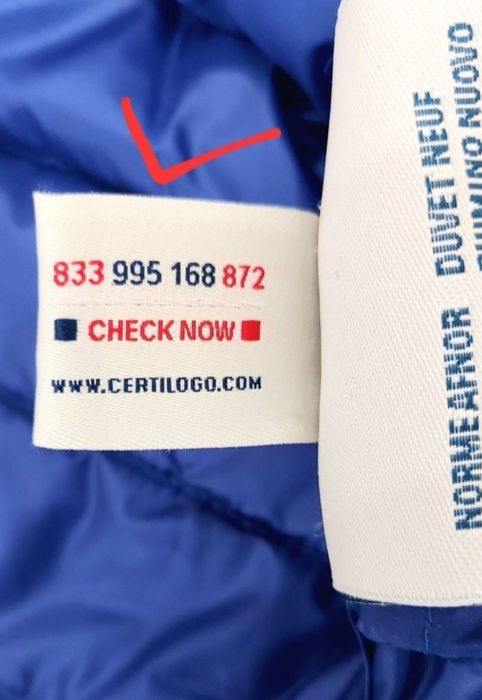 833 995 168 872
CHECK NOW
WWW.CERTILOGO.COM
NORME AFNOR DUVET NEUF
PIUMINO NUOVO